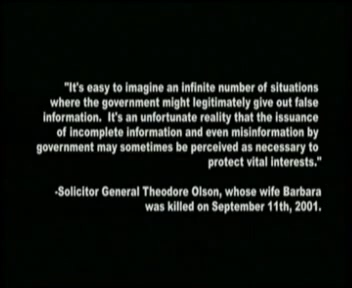 "It's easy to imagine an infinite number of situations
where the government might legitimately give out false
information.  It's an unfortunate reality that the issuance
of incomplete information and even misinformation by
government may sometimes be perceived as necessary to
protect vital interests."
-Solicitor General Theodore Olson, whose wife Barbara
was killed on September 11th, 2001.